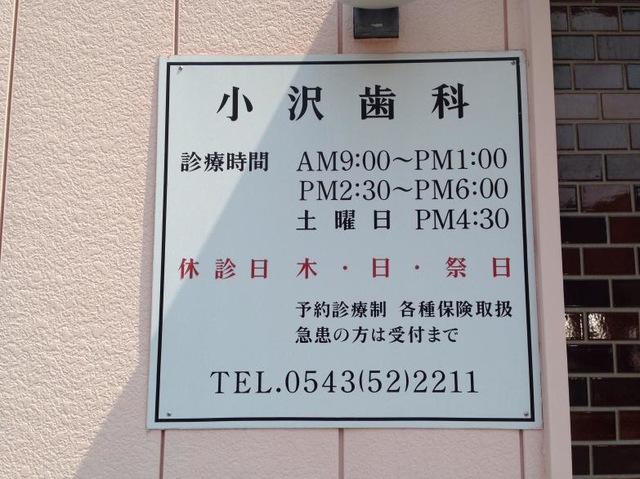 小沢歯科
診療時間 AM9:00〜PM1:00
PM2:30〜PM6:00
土曜日 PM4:30
休診日 木・日・祭日
予約診療制 各種保険取扱
急患の方は受付まで
TEL.0543(52)2211